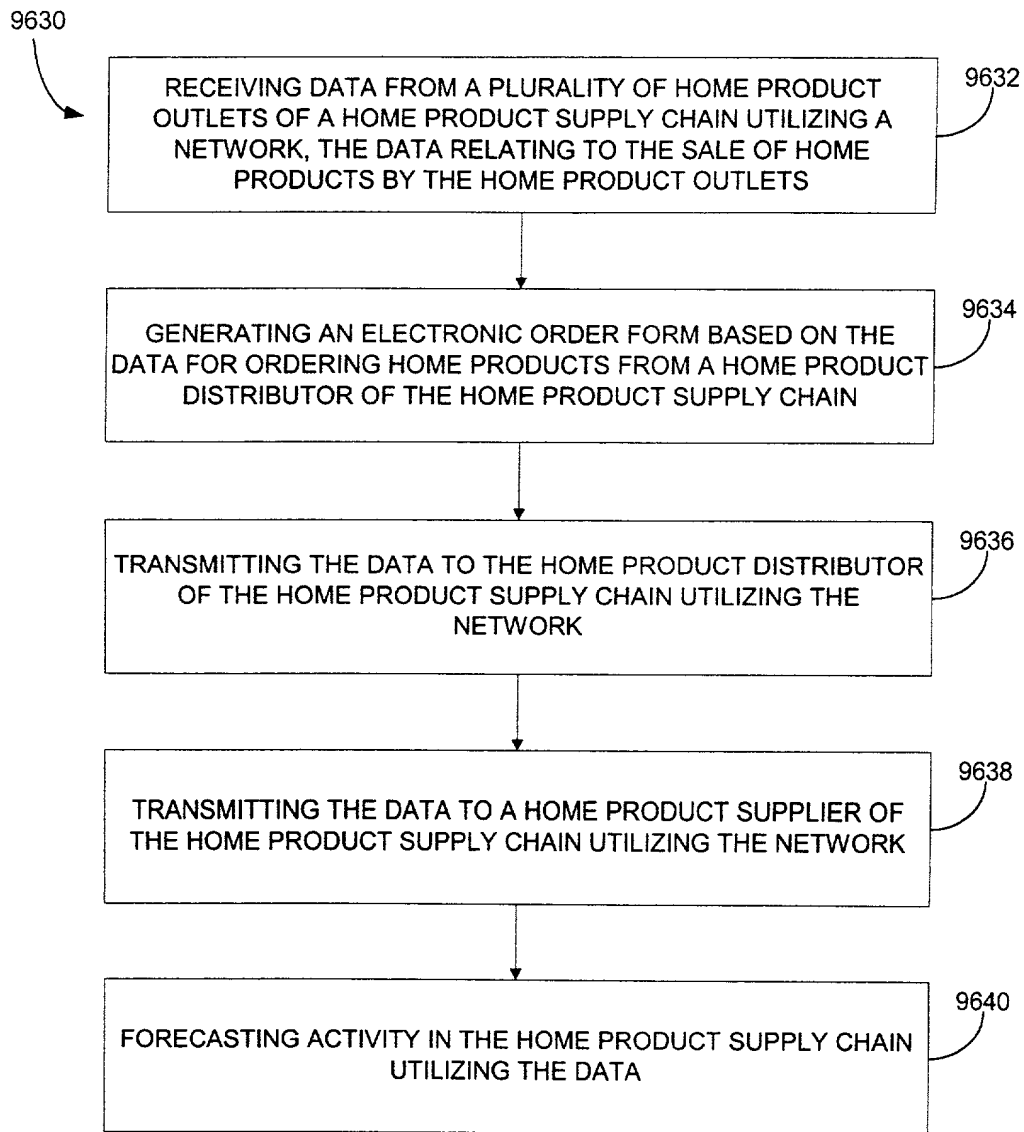 9630
RECEIVING DATA FROM A PLURALITY OF HOME PRODUCT
OUTLETS OF A HOME PRODUCT SUPPLY CHAIN UTILIZING A
NETWORK, THE DATA RELATING TO THE SALE OF HOME
PRODUCTS BY THE HOME PRODUCT OUTLETS
9632
GENERATING AN ELECTRONIC ORDER FORM BASED ON THE
DATA FOR ORDERING HOME PRODUCTS FROM A HOME PRODUCT
DISTRIBUTOR OF THE HOME PRODUCT SUPPLY CHAIN
9634
TRANSMITTING THE DATA TO THE HOME PRODUCT DISTRIBUTOR
OF THE HOME PRODUCT SUPPLY CHAIN UTILIZING THE
NETWORK
9636
TRANSMITTING THE DATA TO A HOME PRODUCT SUPPLIER OF
THE HOME PRODUCT SUPPLY CHAIN UTILIZING THE NETWORK
9638
FORECASTING ACTIVITY IN THE HOME PRODUCT SUPPLY CHAIN
UTILIZING THE DATA
9640